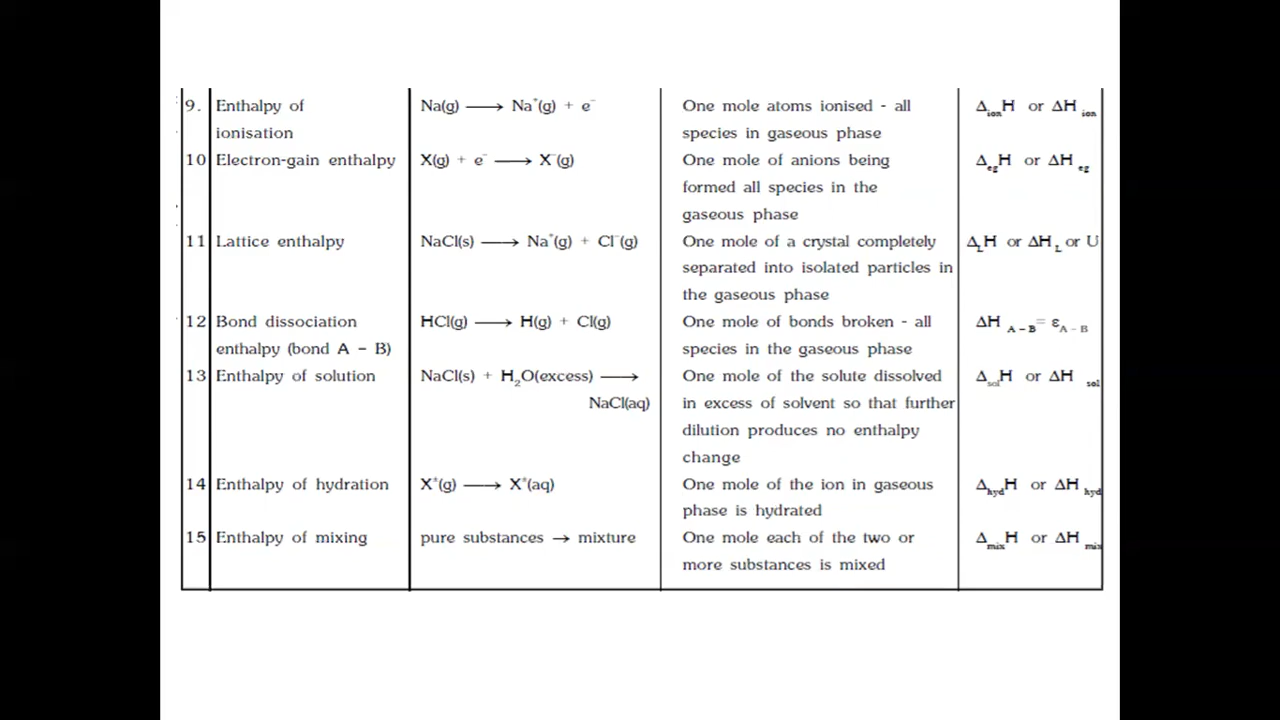 9. Enthalpy of Na(g) ⟶ Na⁺(g) + e⁻ One mole atoms ionised - all Δ_ion H or ΔH_ion
ionisation species in gaseous phase
10 Electron-gain enthalpy X(g) + e⁻ ⟶ X⁻(g) One mole of anions being Δ_eg H or ΔH_eg
formed all species in the
gaseous phase
11 Lattice enthalpy NaCl(s) ⟶ Na⁺(g) + Cl⁻(g) One mole of a crystal completely Δ_L H or ΔH_L or U
separated into isolated particles in
the gaseous phase
12 Bond dissociation HCl(g) ⟶ H(g) + Cl(g) One mole of bonds broken - all ΔH_A – B = ε_A – B
enthalpy (bond A – B) species in the gaseous phase
13 Enthalpy of solution NaCl(s) + H₂O(excess) ⟶ One mole of the solute dissolved Δ_sol H or ΔH_sol
NaCl(aq) in excess of solvent so that further
dilution produces no enthalpy
change
14 Enthalpy of hydration X⁺(g) ⟶ X⁺(aq) One mole of the ion in gaseous Δ_hyd H or ΔH_hyd
phase is hydrated
15 Enthalpy of mixing pure substances → mixture One mole each of the two or Δ_mix H or ΔH_mix
more substances is mixed